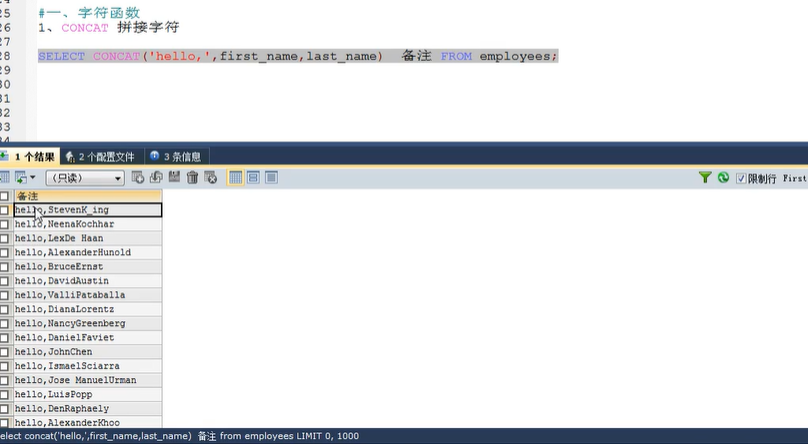 25 #一、字符函数
26 1、CONCAT 拼接字符
27
28 SELECT CONCAT('hello,',first_name,last_name)  备注 FROM employees;
29
30
31
32
33
1 个结果 2 个配置文件 3 条信息
(只读) 限制行 First
备注
hello,StevenK_ing
hello,NeenaKochhar
hello,LexDe Haan
hello,AlexanderHunold
hello,BruceErnst
hello,DavidAustin
hello,ValliPataballa
hello,DianaLorentz
hello,NancyGreenberg
hello,DanielFaviet
hello,JohnChen
hello,IsmaelSciarra
hello,Jose ManuelUrman
hello,LuisPopp
hello,DenRaphaely
hello,AlexanderKhoo
elect concat('hello,',first_name,last_name)  备注 from employees LIMIT 0, 1000